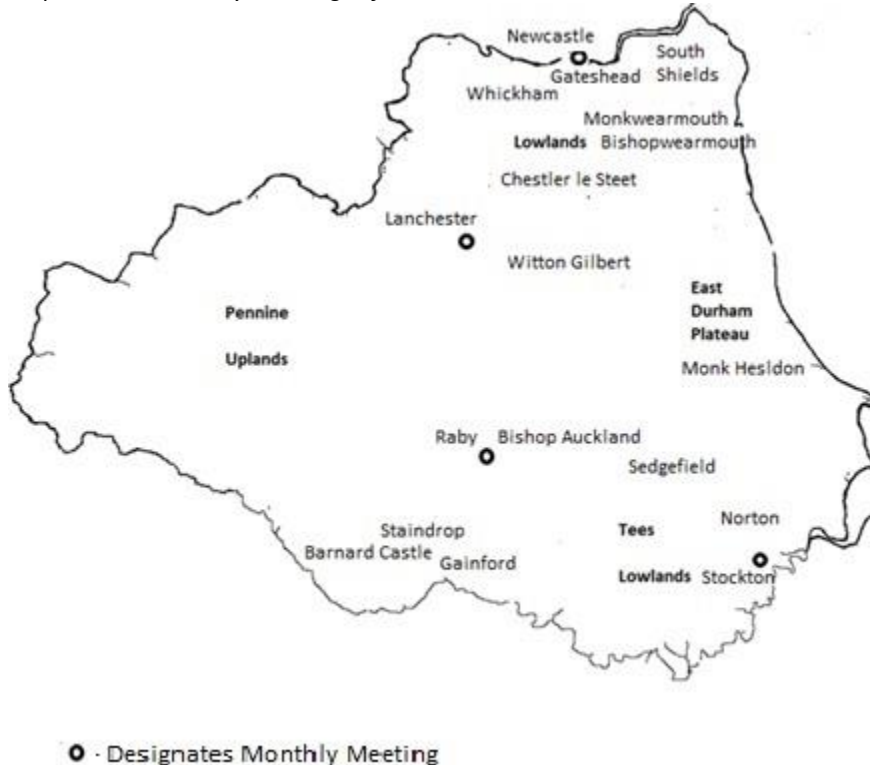 Newcastle
South
Shields
Gateshead
Whickham
Monkwearmouth
Lowlands
Bishopwearmouth
Chestler le Steet
Lanchester
Witton Gilbert
East
Durham
Plateau
Pennine
Uplands
Monk Hesldon
Raby
Bishop Auckland
Sedgefield
Staindrop
Barnard Castle
Gainford
Tees
Norton
Lowlands
Stockton
- Designates Monthly Meeting